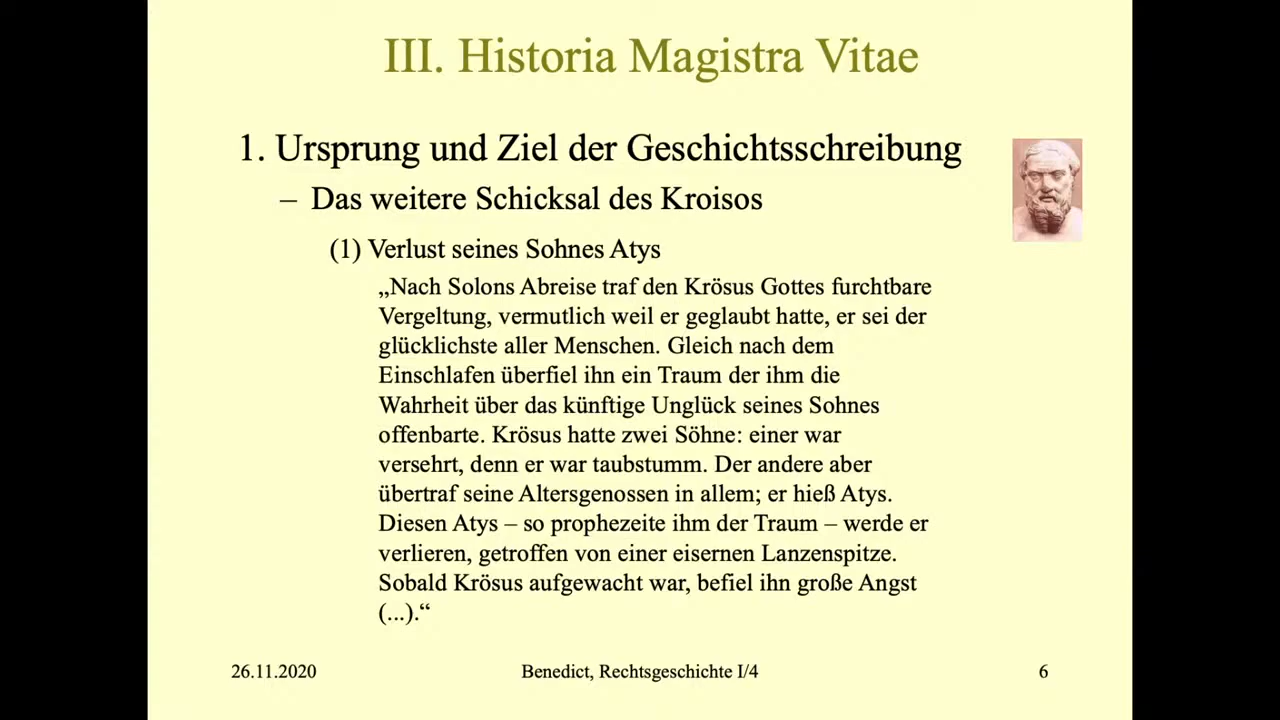 III. Historia Magistra Vitae
1. Ursprung und Ziel der Geschichtsschreibung
– Das weitere Schicksal des Kroisos
(1) Verlust seines Sohnes Atys
„Nach Solons Abreise traf den Krösus Gottes furchtbare
Vergeltung, vermutlich weil er geglaubt hatte, er sei der
glücklichste aller Menschen. Gleich nach dem
Einschlafen überfiel ihn ein Traum der ihm die
Wahrheit über das künftige Unglück seines Sohnes
offenbarte. Krösus hatte zwei Söhne: einer war
versehrt, denn er war taubstumm. Der andere aber
übertraf seine Altersgenossen in allem; er hieß Atys.
Diesen Atys – so prophezeite ihm der Traum – werde er
verlieren, getroffen von einer eisernen Lanzenspitze.
Sobald Krösus aufgewacht war, befiel ihn große Angst
(...).“
26.11.2020
Benedict, Rechtsgeschichte I/4
6